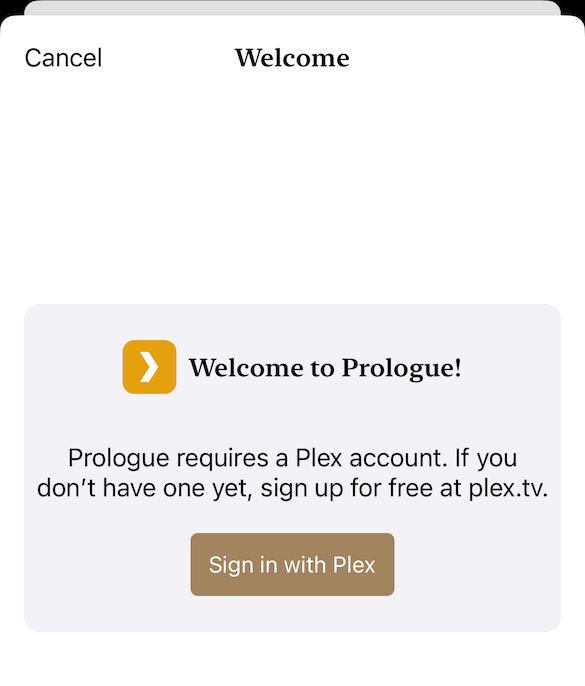 Cancel
Welcome
Welcome to Prologue!
Prologue requires a Plex account. If you
don’t have one yet, sign up for free at plex.tv.
Sign in with Plex